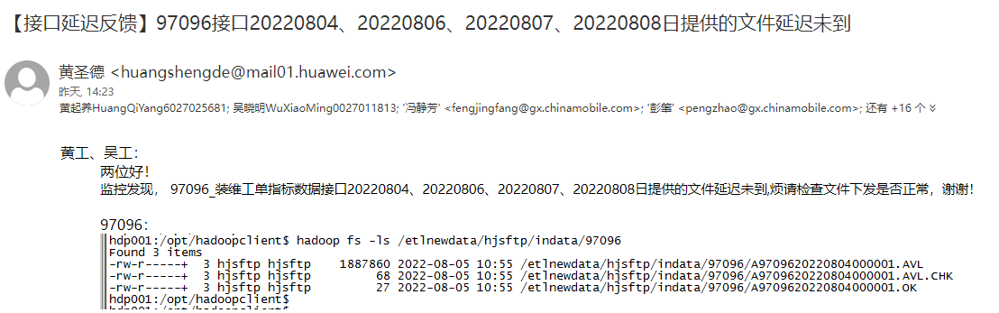 【接口延迟反馈】97096接口20220804、20220806、20220807、20220808日提供的文件延迟未到
黄圣德 <huangshengde@mail01.huawei.com>
昨天, 14:23
黄起养HuangQiYang6027025681; 吴晓明WuXiaoMing0027011813; '冯静芳' <fengjingfang@gx.chinamobile.com>; '彭肇' <pengzhao@gx.chinamobile.com>; 还有 +16 个
黄工、吴工：
两位好！
监控发现， 97096_装维工单指标数据接口20220804、20220806、20220807、20220808日提供的文件延迟未到,烦请检查文件下发是否正常，谢谢！
97096：
hdp001:/opt/hadoopclient$ hadoop fs -ls /etlnewdata/hjsftp/indata/97096
Found 3 items
-rw-r-----+ 3 hjsftp hjsftp 1887860 2022-08-05 10:55 /etlnewdata/hjsftp/indata/97096/A9709620220804000001.AVL
-rw-r-----+ 3 hjsftp hjsftp 68 2022-08-05 10:55 /etlnewdata/hjsftp/indata/97096/A9709620220804000001.AVL.CHK
-rw-r-----+ 3 hjsftp hjsftp 27 2022-08-05 10:55 /etlnewdata/hjsftp/indata/97096/A9709620220804000001.OK
hdp001:/opt/hadoopclient$